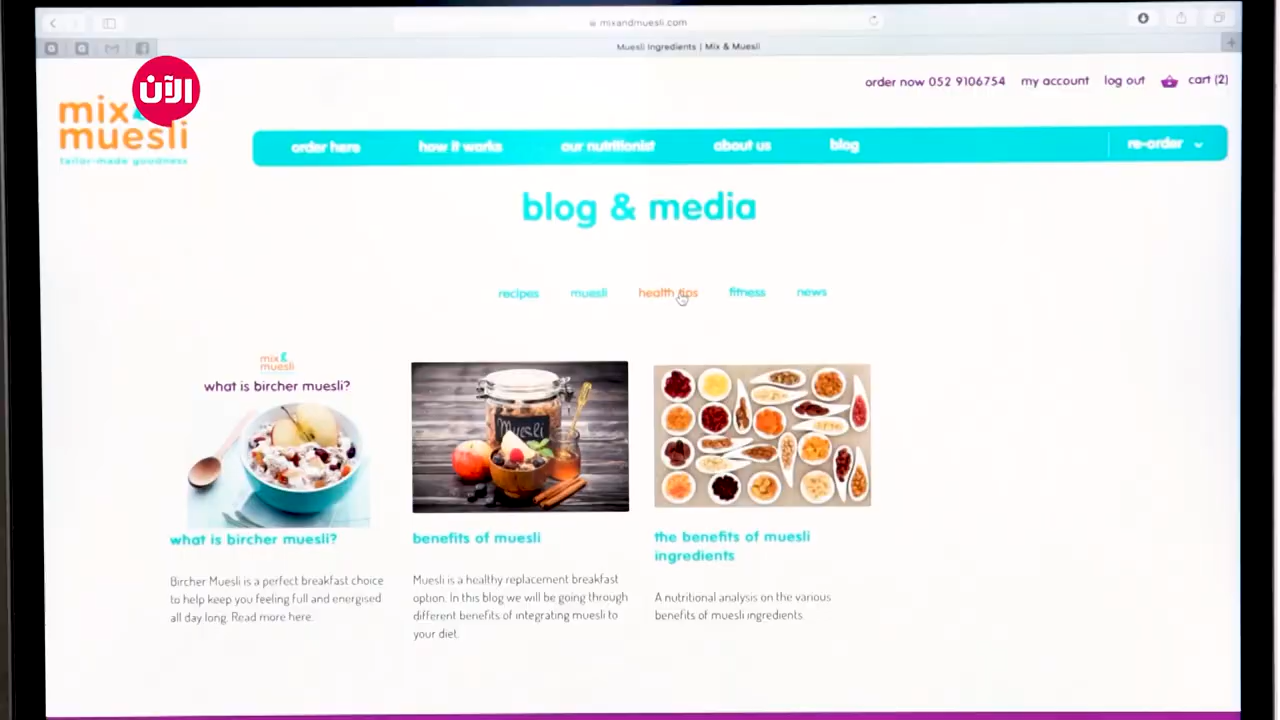 mixandmuesli.com
Muesli Ingredients | Mix & Muesli
الآن
order now 052 9106754 my account log out cart (2)
mix &
muesli
tailor-made goodness
order here how it works our nutritionist about us blog re-order
blog & media
recipes muesli health tips fitness news
mix &
muesli
what is bircher muesli?
Muesli
what is bircher muesli?
Bircher Muesli is a perfect breakfast choice
to help keep you feeling full and energised
all day long. Read more here.
benefits of muesli
Muesli is a healthy replacement breakfast
option. In this blog we will be going through
different benefits of integrating muesli to
your diet.
the benefits of muesli
ingredients
A nutritional analysis on the various
benefits of muesli ingredients